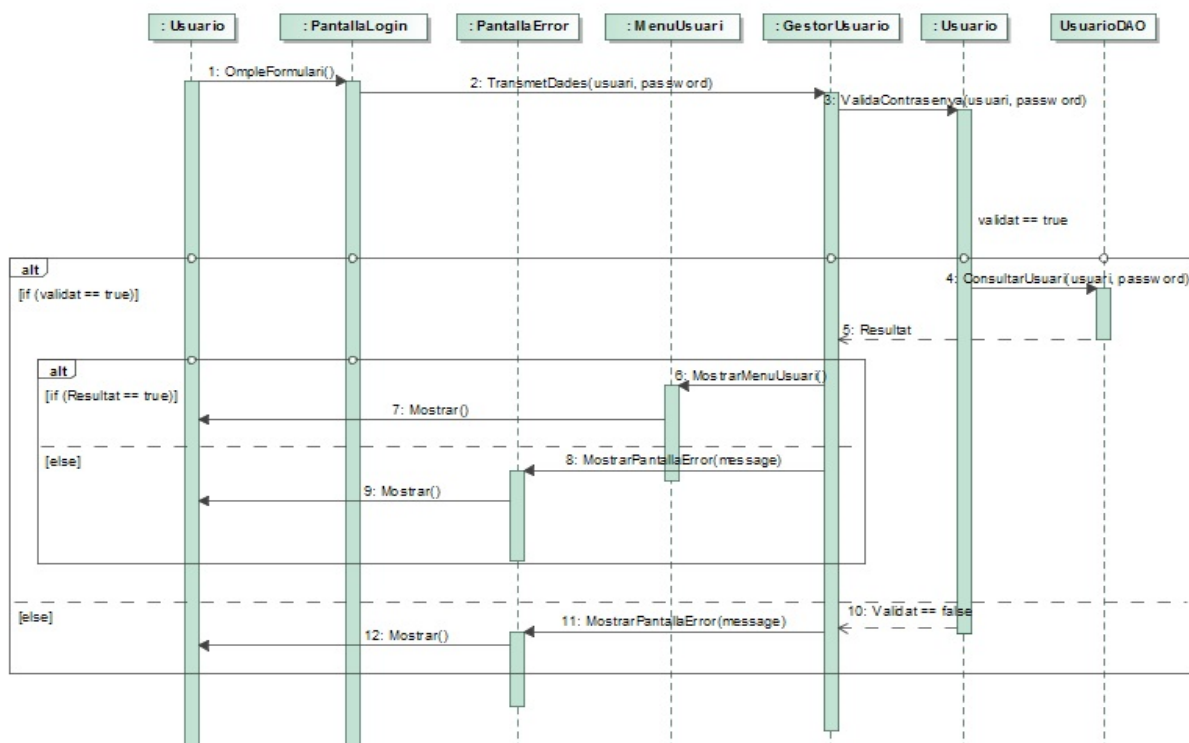 : Usuario
: PantallaLogin
: PantallaError
: MenuUsuari
: GestorUsuario
: Usuario
UsuarioDAO
1: OmpleFormulari()
2: TransmetDades(usuari, password)
3: ValidaContrasenya(usuari, password)
validat == true
alt
[if (validat == true)]
4: ConsultarUsuari(usuari, password)
5: Resultat
alt
[if (Resultat == true)]
6: MostrarMenuUsuari()
7: Mostrar()
[else]
8: MostrarPantallaError(message)
9: Mostrar()
[else]
10: Validat == false
11: MostrarPantallaError(message)
12: Mostrar()